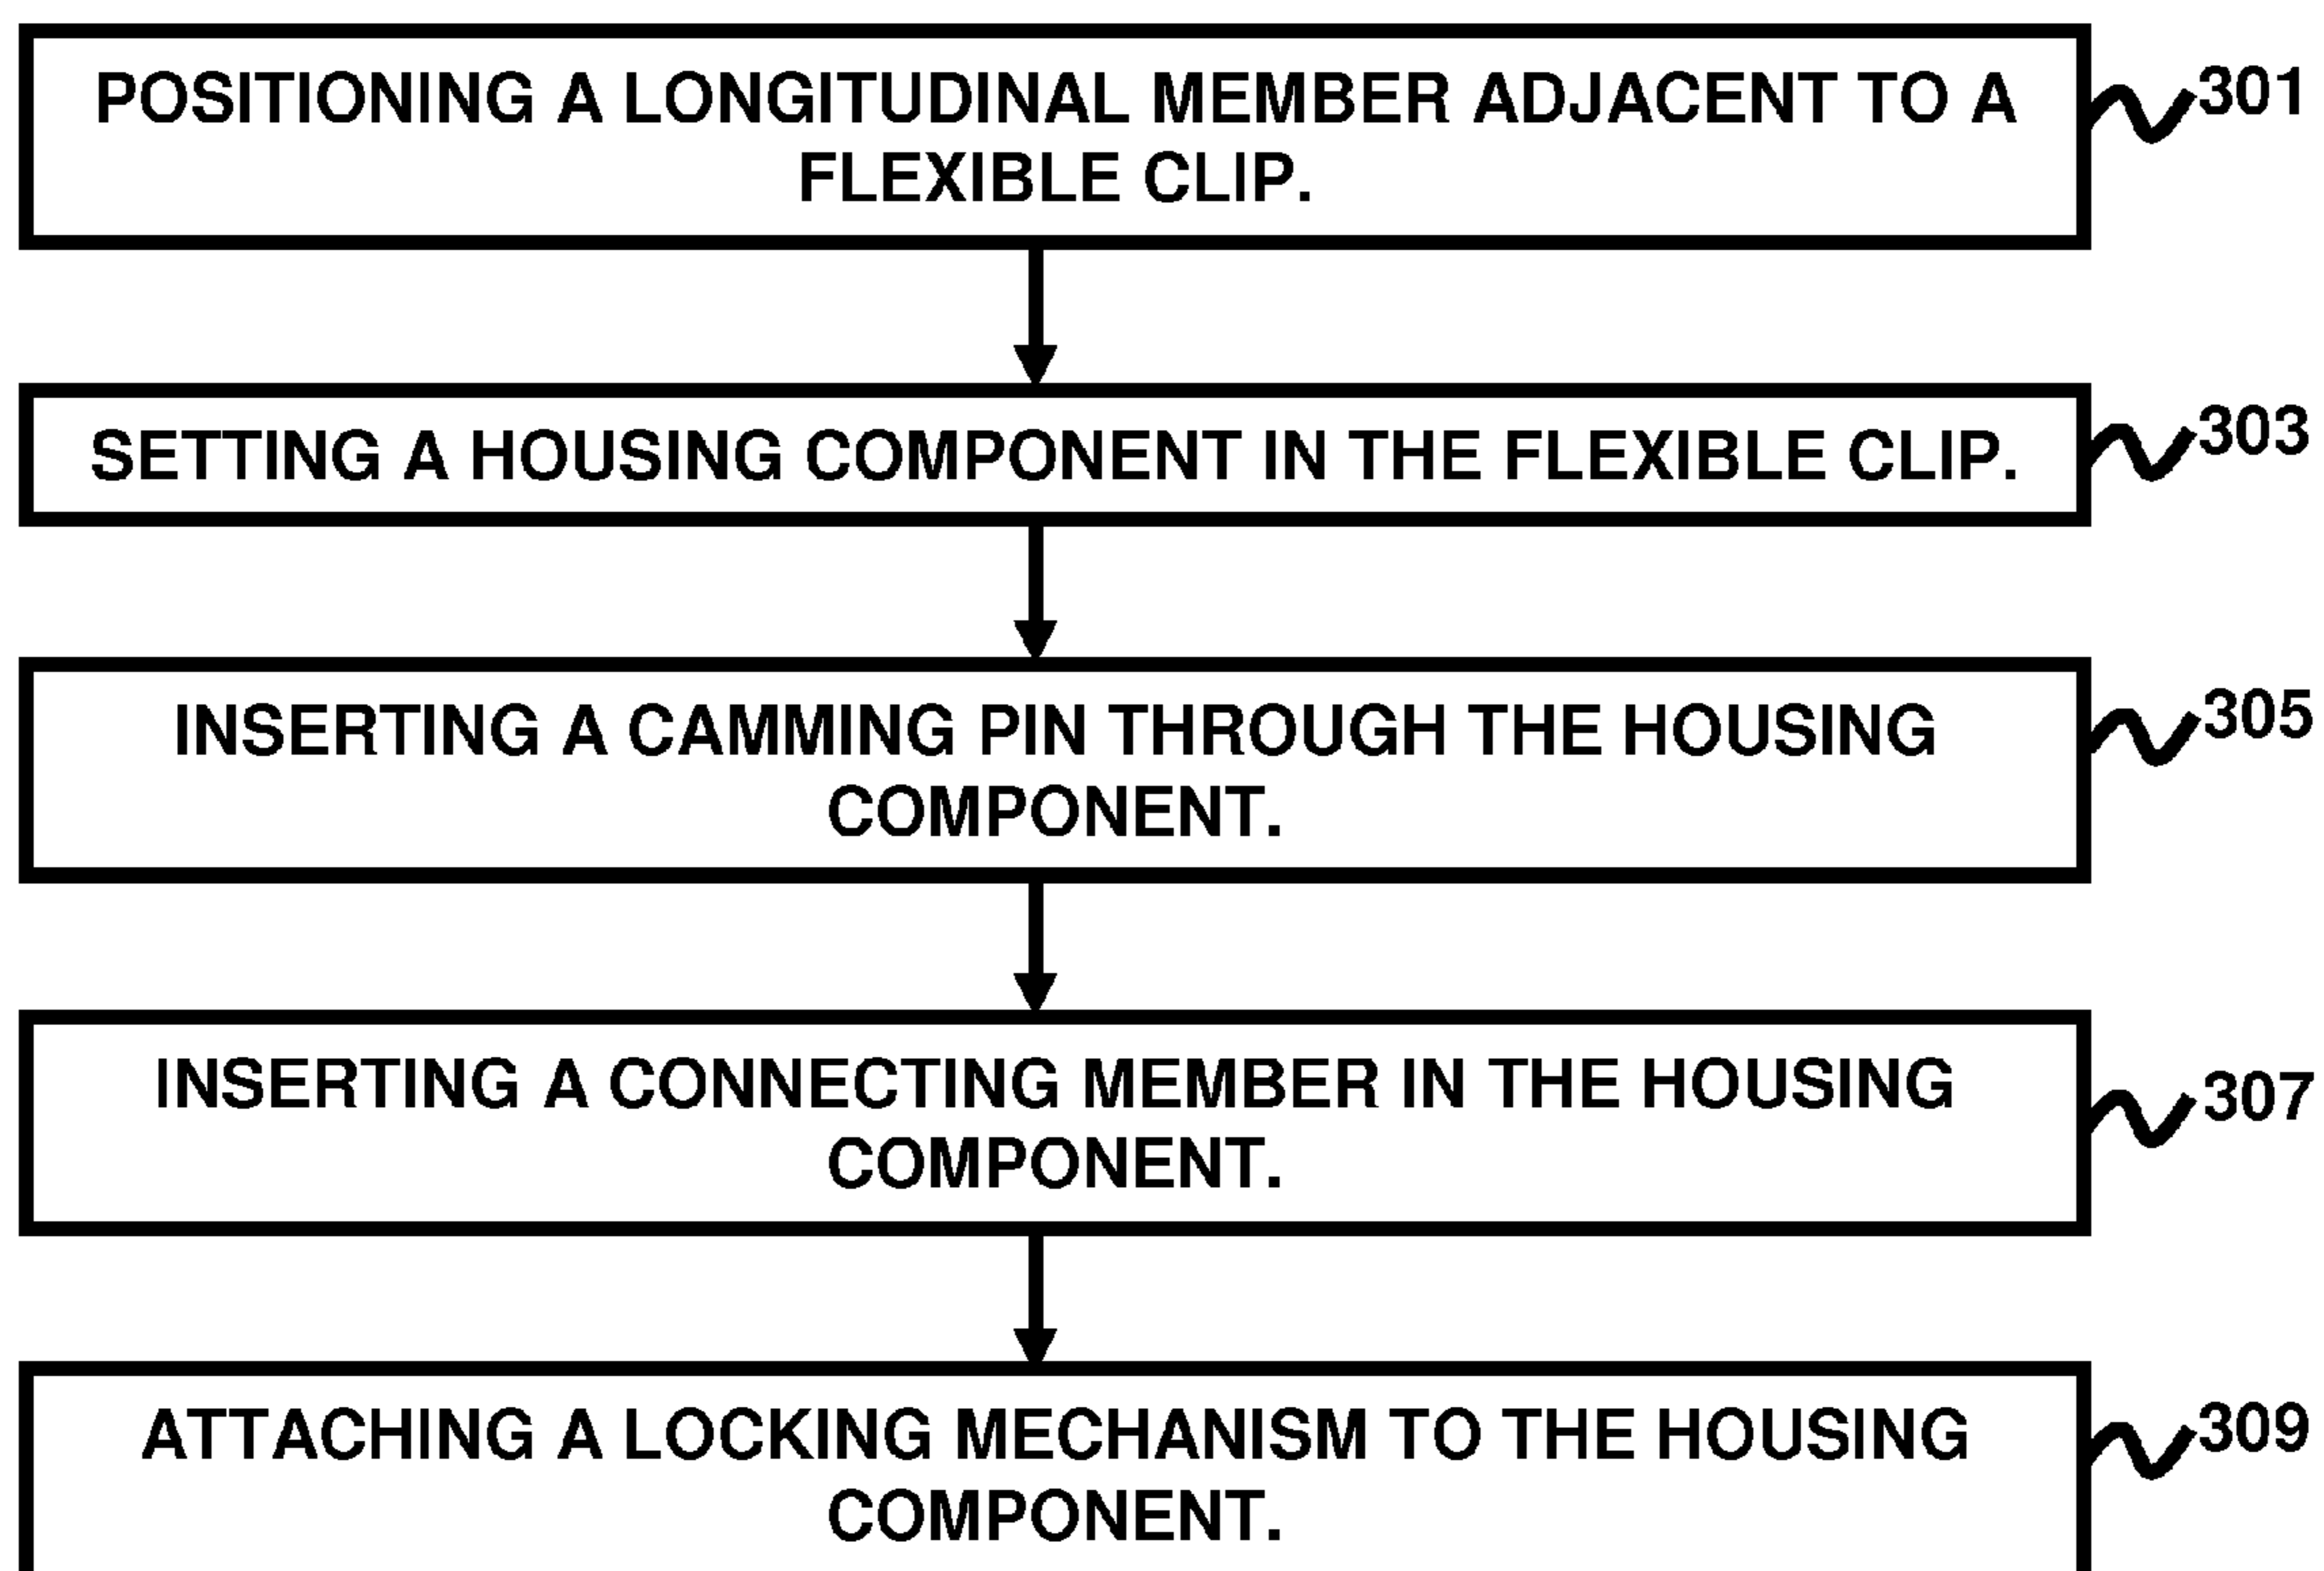 POSITIONING A LONGITUDINAL MEMBER ADJACENT TO A
FLEXIBLE CLIP.
301
SETTING A HOUSING COMPONENT IN THE FLEXIBLE CLIP.
303
INSERTING A CAMMING PIN THROUGH THE HOUSING
COMPONENT.
305
INSERTING A CONNECTING MEMBER IN THE HOUSING
COMPONENT.
307
ATTACHING A LOCKING MECHANISM TO THE HOUSING
COMPONENT.
309